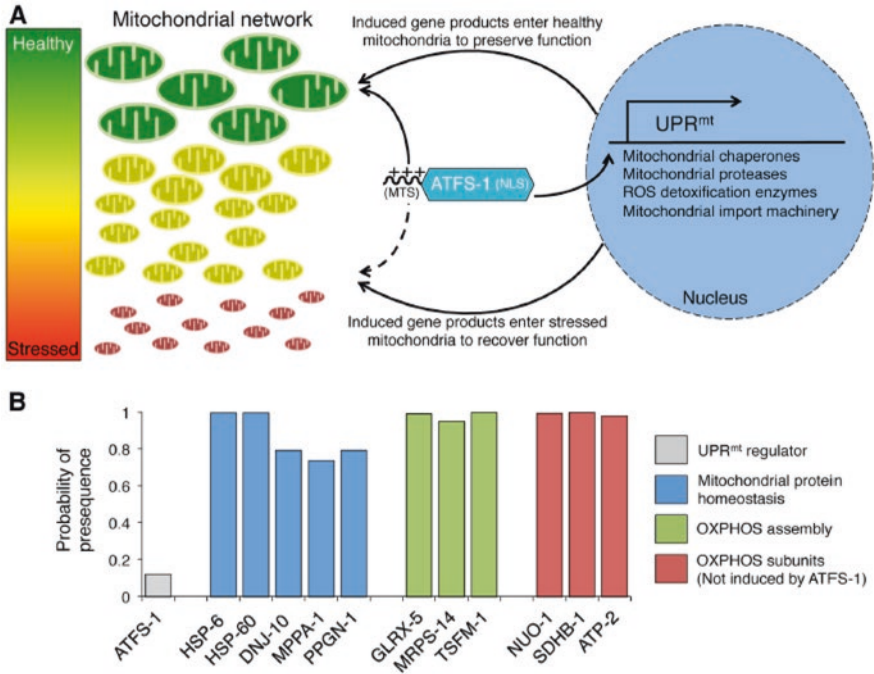 A
Mitochondrial network
Healthy
Stressed
Induced gene products enter healthy
mitochondria to preserve function
+++
(MTS)
ATFS-1 (NLS)
Induced gene products enter stressed
mitochondria to recover function
UPRmt
Mitochondrial chaperones
Mitochondrial proteases
ROS detoxification enzymes
Mitochondrial import machinery
Nucleus
B
Probability of
presequence
1
0.8
0.6
0.4
0.2
0
ATFS-1
HSP-6
HSP-60
DNJ-10
MPPA-1
PPGN-1
GLRX-5
MRPS-14
TSFM-1
NUO-1
SDHB-1
ATP-2
UPRmt regulator
Mitochondrial protein
homeostasis
OXPHOS assembly
OXPHOS subunits
(Not induced by ATFS-1)